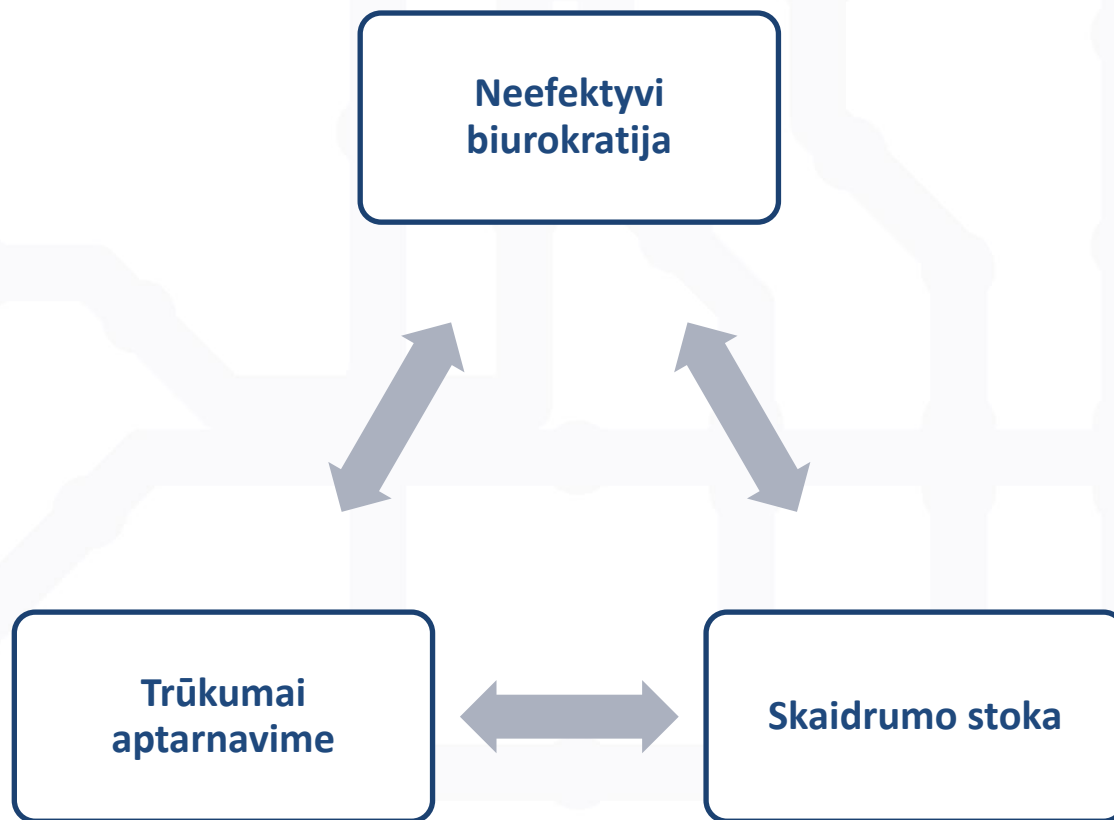 Neefektyvi
biurokratija
Trūkumai
aptarnavime
Skaidrumo stoka